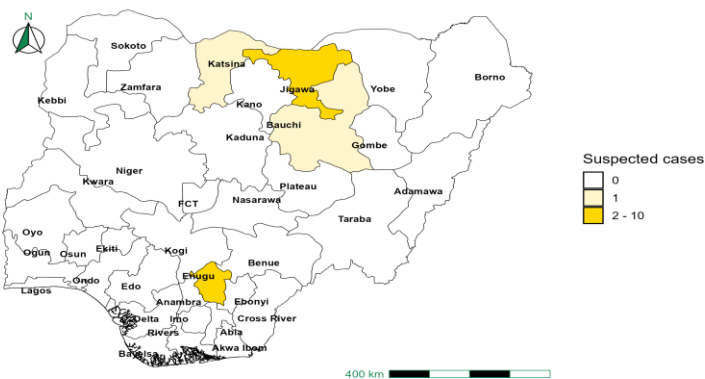 N
Sokoto
Katsina
Borno
Zamfara
Jigawa
Yobe
Kebbi
Kano
Bauchi
Kaduna
Gombe
Niger
Kwara
Plateau
Adamawa
FCT
Nasarawa
Taraba
Oyo
Ogun
Osun
Ekiti
Kogi
Benue
Ondo
Enugu
Lagos
Edo
Anambra
Ebonyi
Delta
Imo
Cross River
Rivers
Abia
Bayelsa
Akwa Ibom
Suspected cases
0
1
2 - 10
400 km